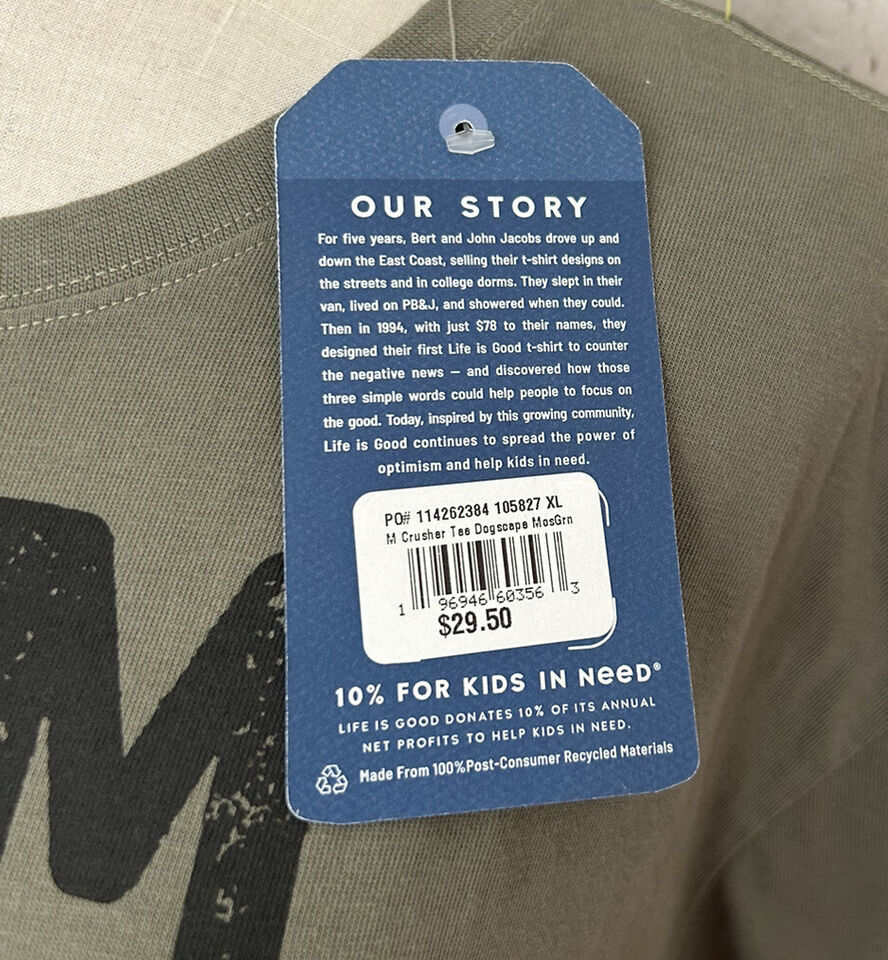 OUR STORY
For five years, Bert and John Jacobs drove up and
down the East Coast, selling their t-shirt designs on
the streets and in college dorms. They slept in their
van, lived on PB&J, and showered when they could.
Then in 1994, with just $78 to their names, they
designed their first Life is Good t-shirt to counter
the negative news — and discovered how those
three simple words could help people to focus on
the good. Today, inspired by this growing community,
Life is Good continues to spread the power of
optimism and help kids in need.
PO# 114262384 105827 XL
M Crusher Tee Dogscape MosGrn
1 96946 60356 3
$29.50
10% FOR KIDS IN NeeD®
LIFE IS GOOD DONATES 10% OF ITS ANNUAL
NET PROFITS TO HELP KIDS IN NEED.
Made From 100%Post-Consumer Recycled Materials